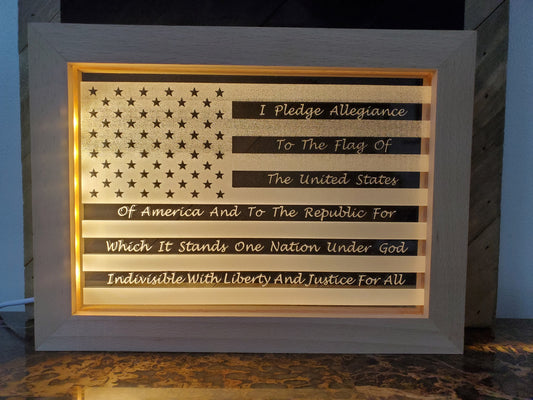 I Pledge Allegiance
To The Flag Of
The United States
Of America And To The Republic For
Which It Stands One Nation Under God
Indivisible With Liberty And Justice For All